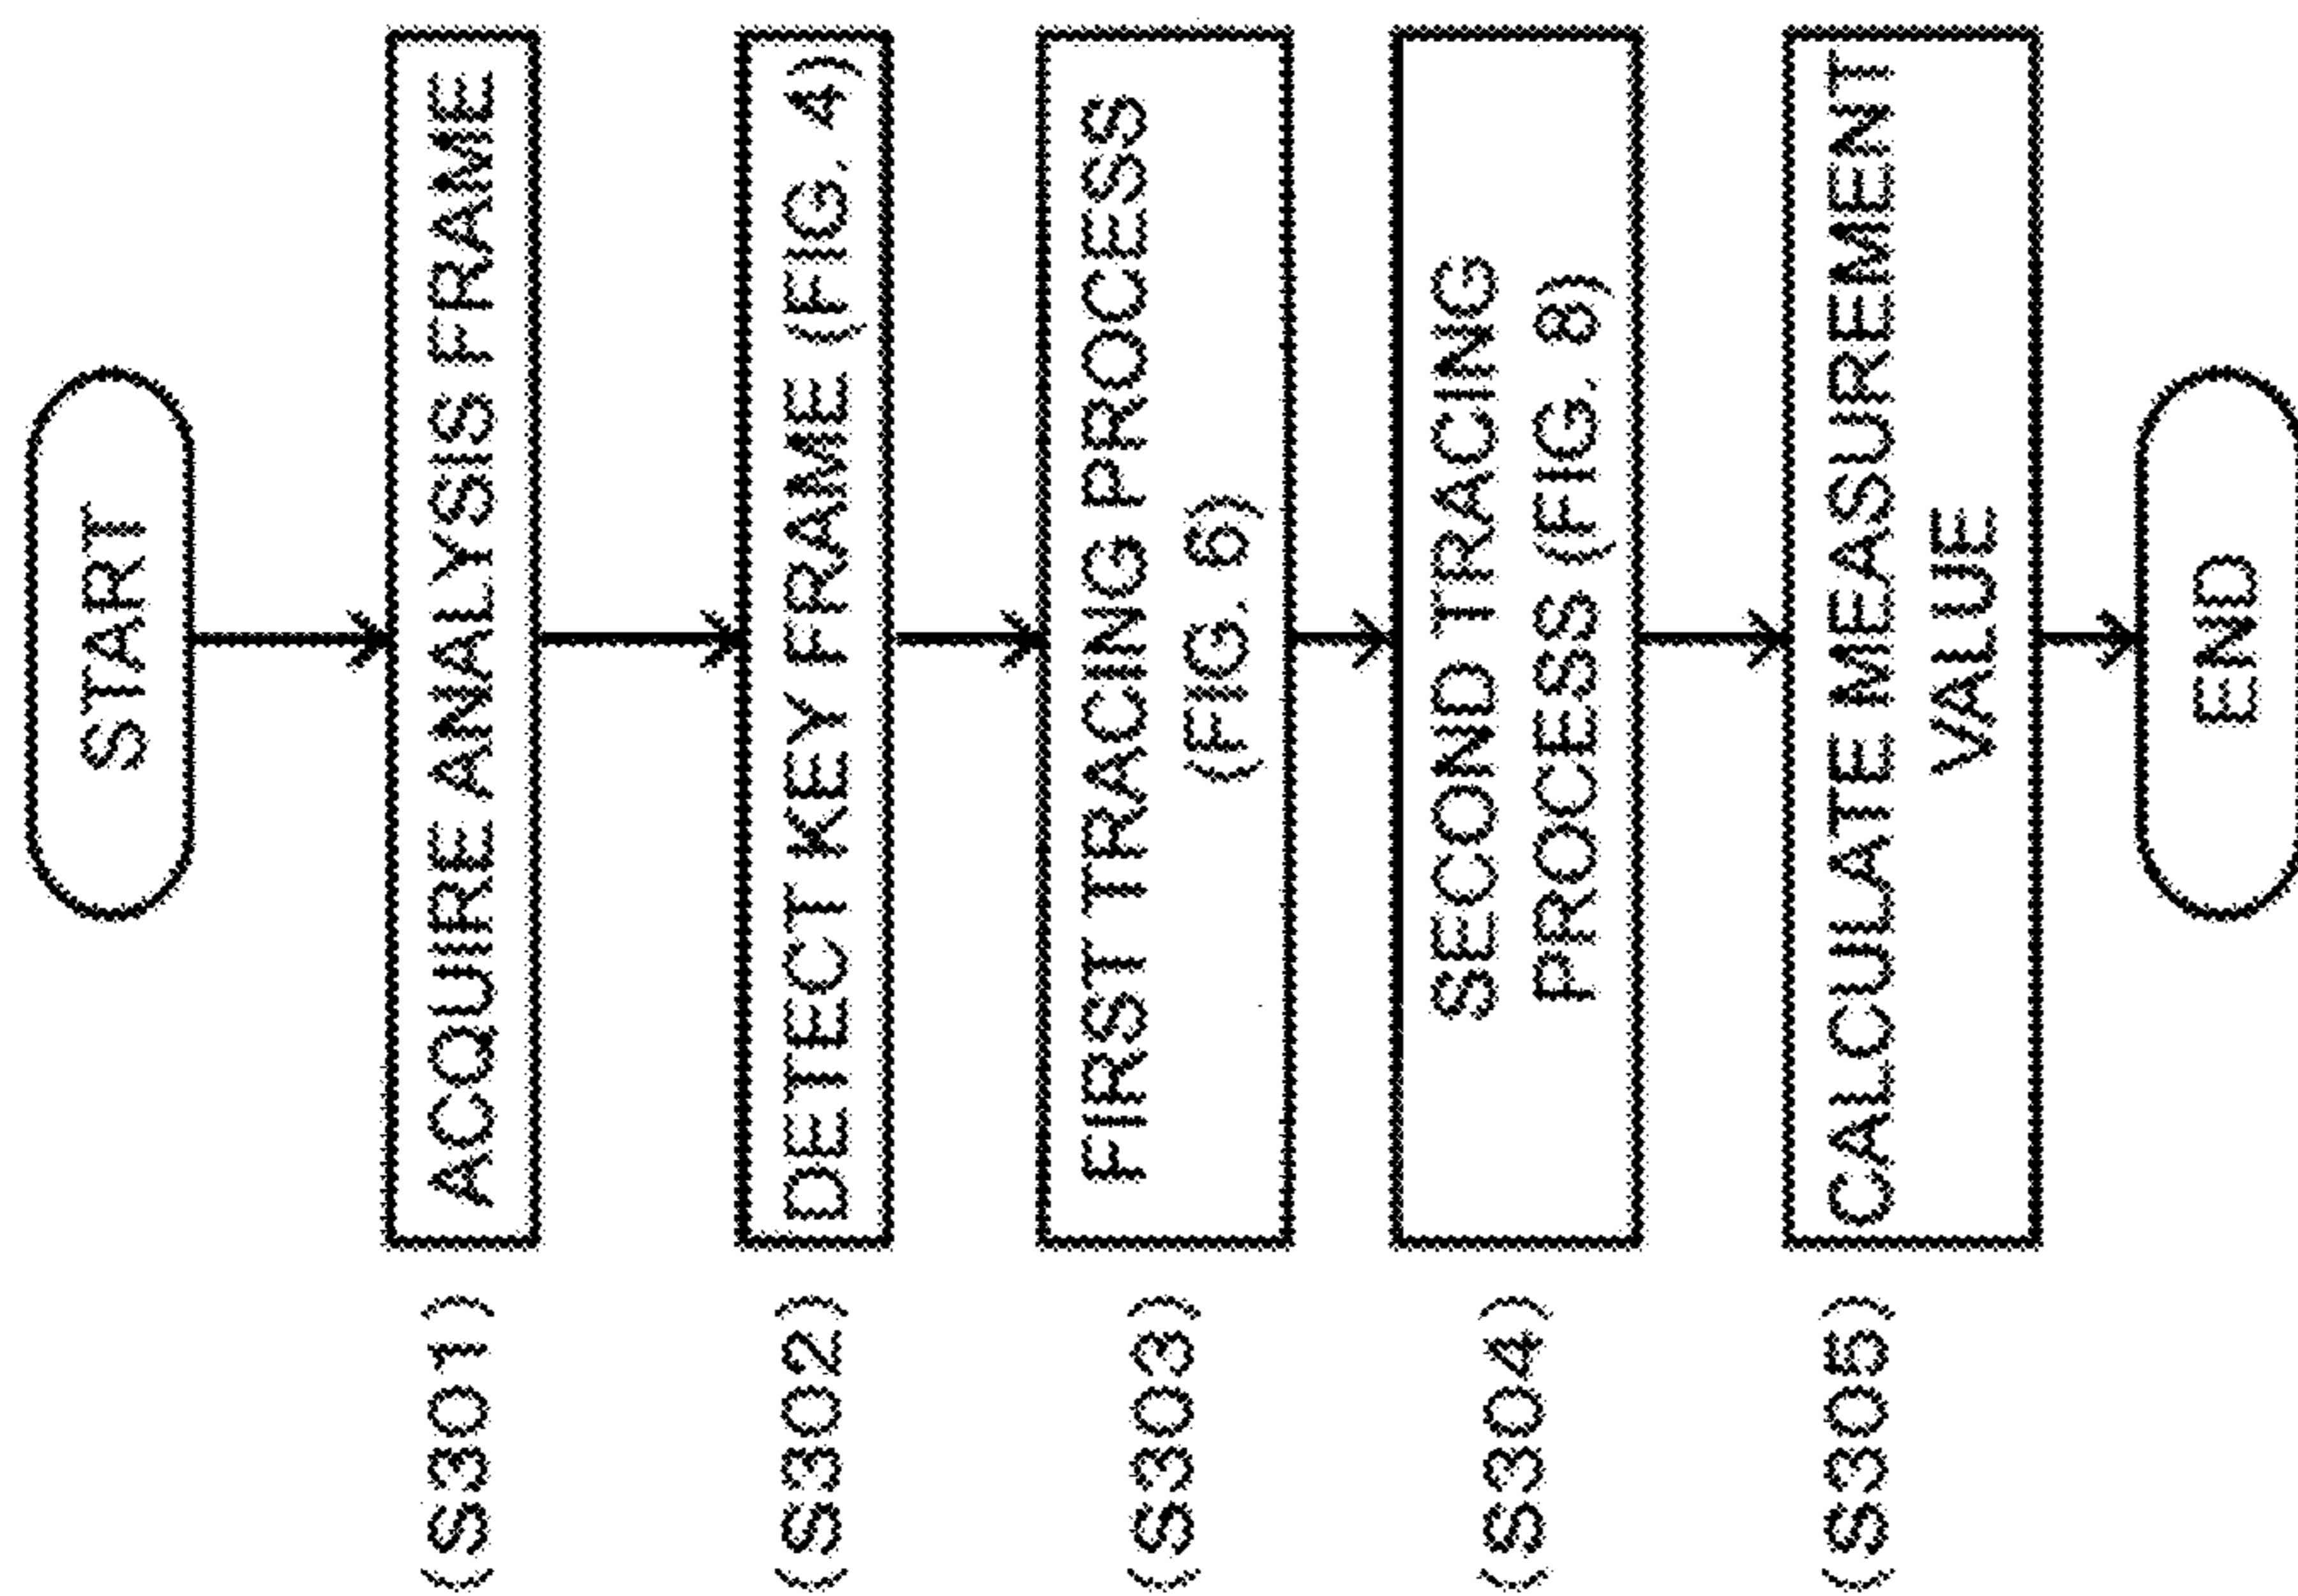 START
(S301)
ACQUIRE ANALYSIS FRAME
(S302)
DETECT KEY FRAME (FIG. 4)
(S303)
FIRST TRACING PROCESS
(FIG. 6)
(S304)
SECOND TRACING
PROCESS (FIG. 8)
(S305)
CALCULATE MEASUREMENT
VALUE
END